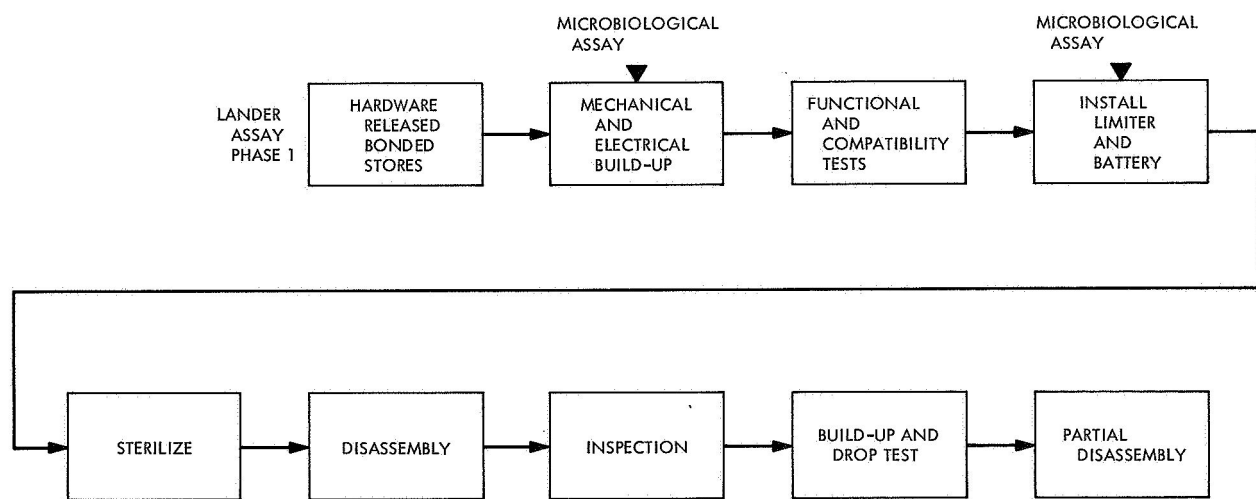 MICROBIOLOGICAL
ASSAY
MICROBIOLOGICAL
ASSAY
LANDER
ASSAY
PHASE 1
HARDWARE
RELEASED
BONDED
STORES
MECHANICAL
AND
ELECTRICAL
BUILD-UP
FUNCTIONAL
AND
COMPATIBILITY
TESTS
INSTALL
LIMITER
AND
BATTERY
STERILIZE
DISASSEMBLY
INSPECTION
BUILD-UP AND
DROP TEST
PARTIAL
DISASSEMBLY